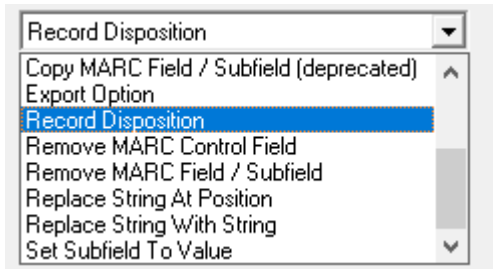 Record Disposition
Copy MARC Field / Subfield (deprecated)
Export Option
Record Disposition
Remove MARC Control Field
Remove MARC Field / Subfield
Replace String At Position
Replace String With String
Set Subfield To Value